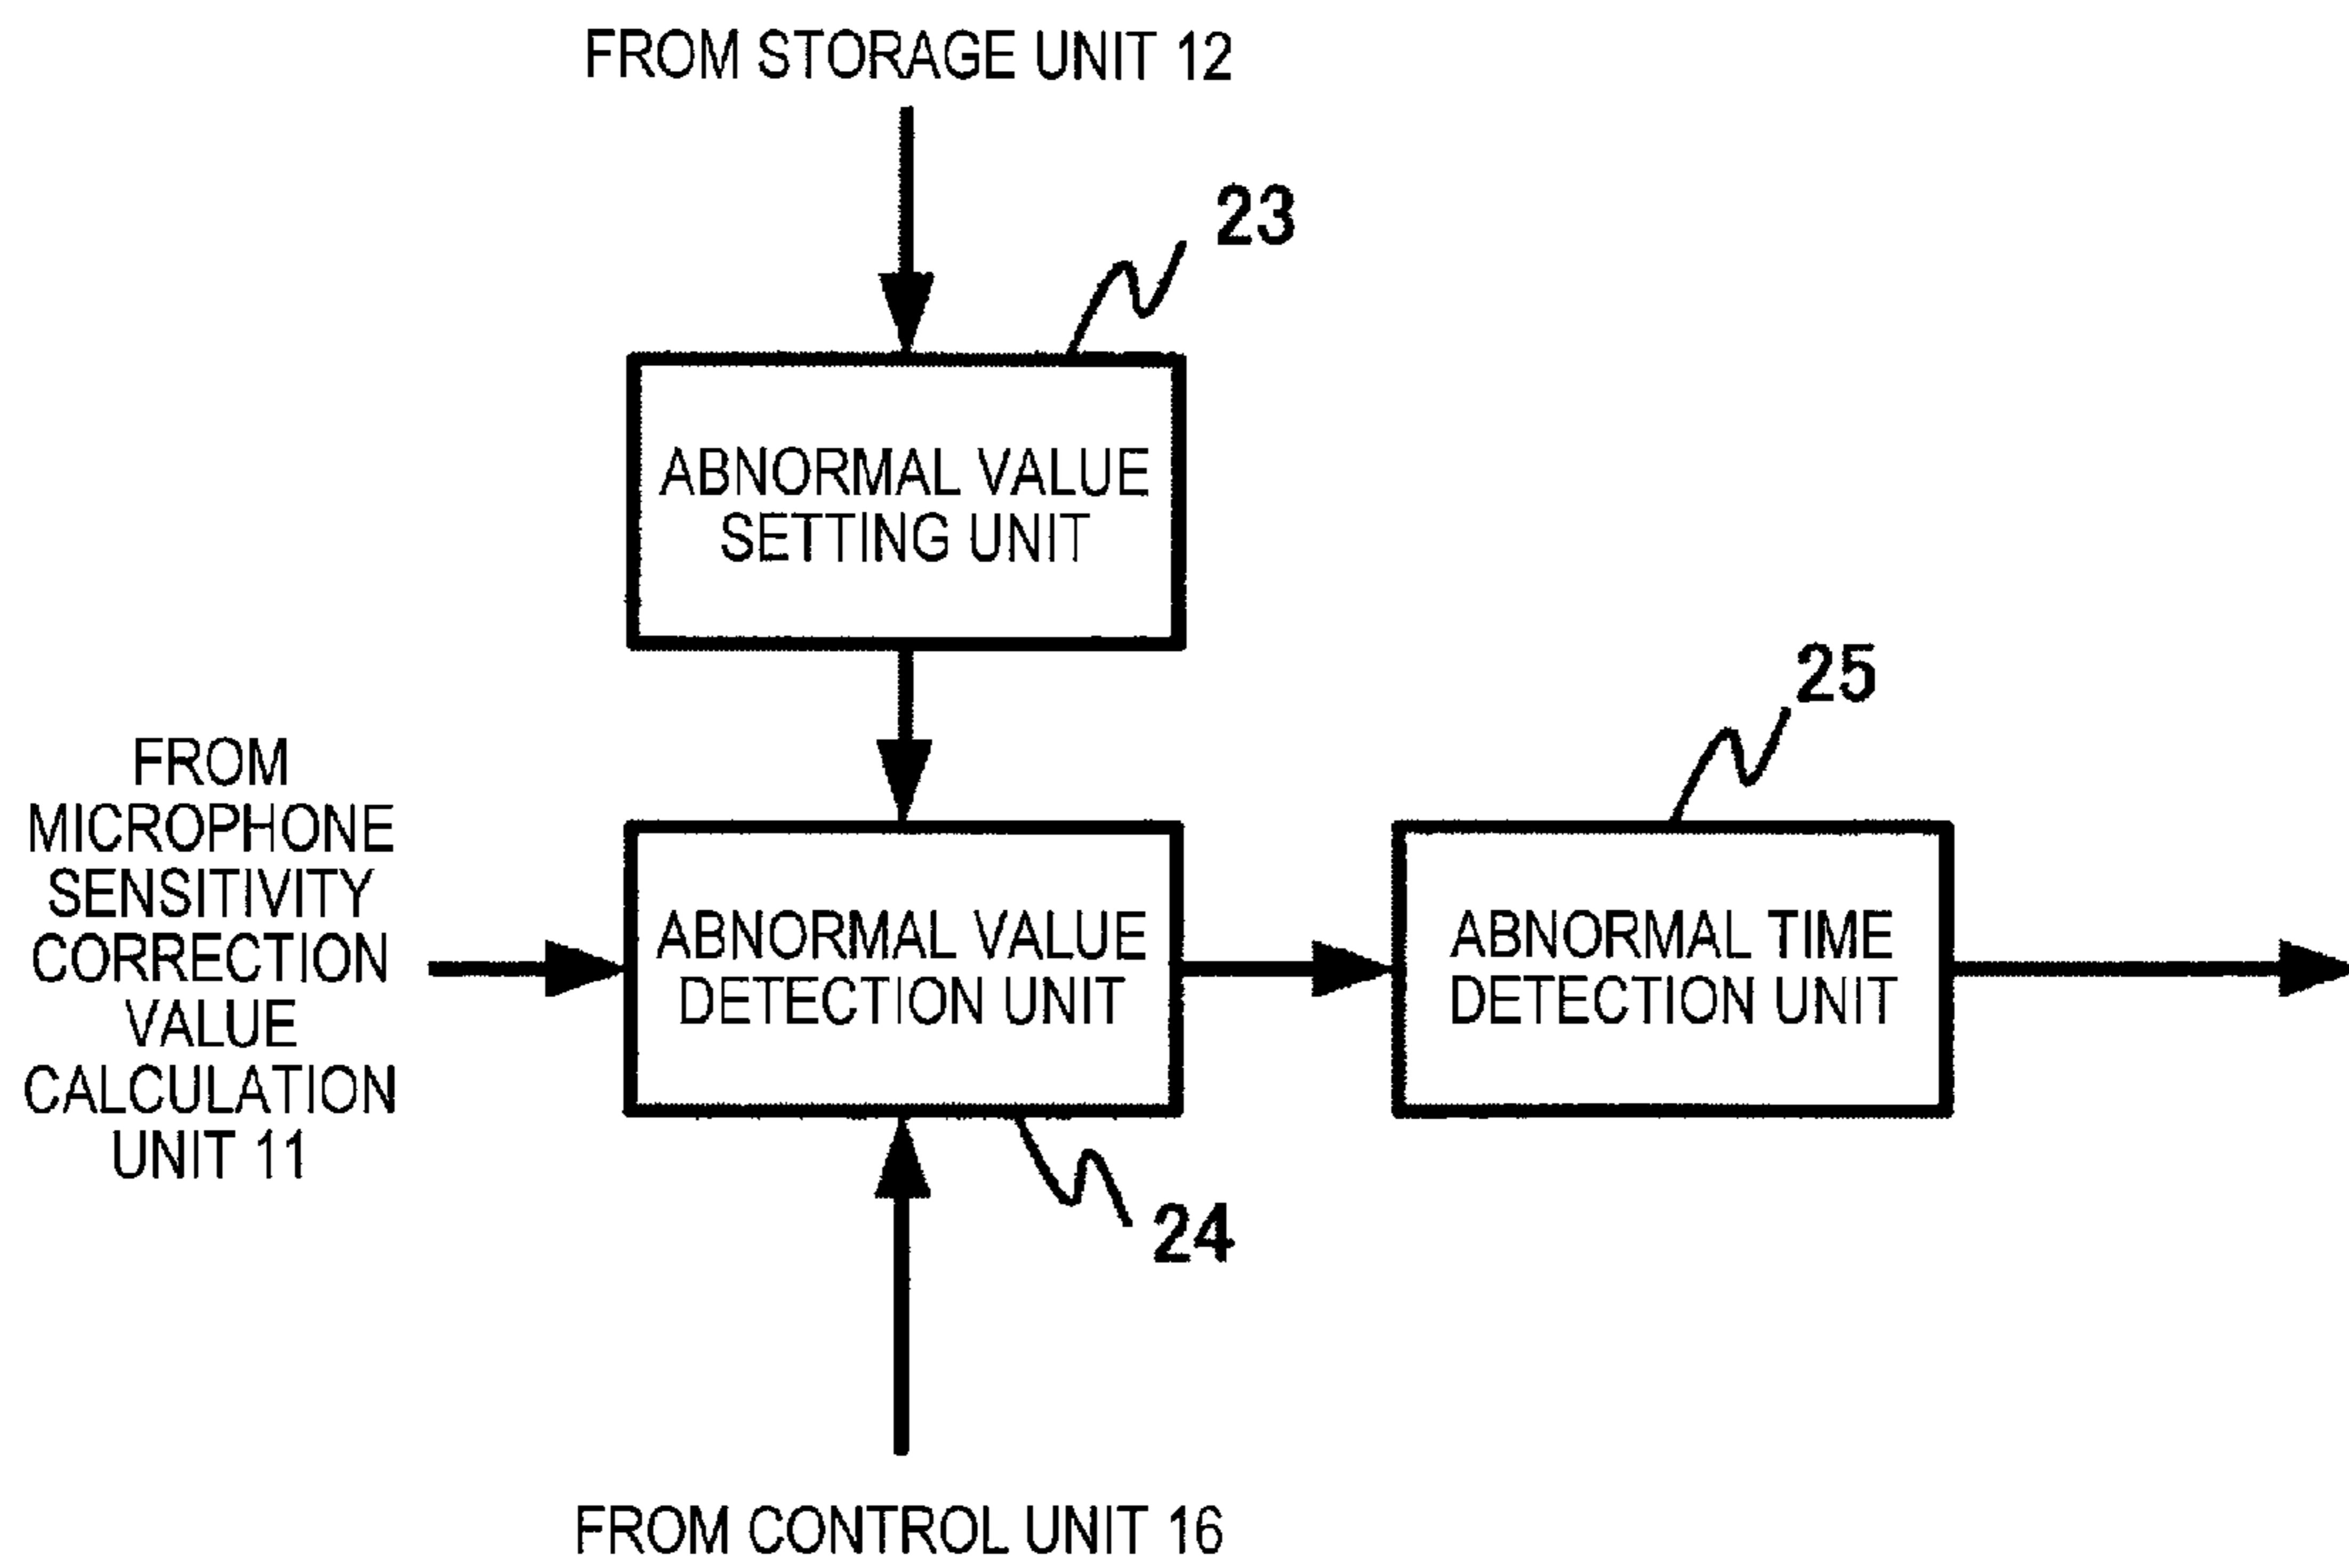 FROM STORAGE UNIT 12
23
ABNORMAL VALUE
SETTING UNIT
25
FROM
MICROPHONE
SENSITIVITY
CORRECTION
VALUE
CALCULATION
UNIT 11
ABNORMAL VALUE
DETECTION UNIT
ABNORMAL TIME
DETECTION UNIT
24
FROM CONTROL UNIT 16